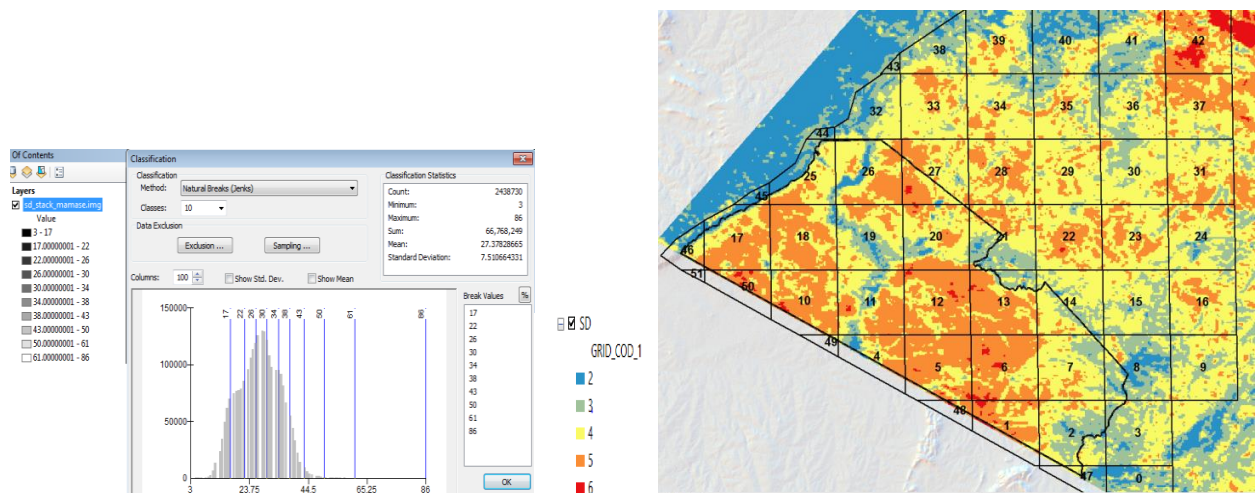 Of Contents
Layers
sd_stack_mamase.img
Value
3 - 17
17.00000001 - 22
22.00000001 - 26
26.00000001 - 30
30.00000001 - 34
34.00000001 - 38
38.00000001 - 43
43.00000001 - 50
50.00000001 - 61
61.00000001 - 86
Classification
Classification
Method: Natural Breaks (Jenks)
Classes: 10
Data Exclusion
Exclusion ... Sampling ...
Classification Statistics
Count: 2438730
Minimum: 3
Maximum: 86
Sum: 66,768,249
Mean: 27.37828665
Standard Deviation: 7.510664331
Columns: 100 Show Std. Dev. Show Mean
Break Values %
17
22
26
30
34
38
43
50
61
86
OK
17 22 26 30 34 38 43 50 61 86
150000
100000
50000
0
3 23.75 44.5 65.25 86
SD
GRID_COD_1
2
3
4
5
6
38 39 40 41 42
43
32 33 34 35 36 37
44
25 26 27 28 29 30 31
45
46 17 18 19 20 21 22 23 24
51 50 10 11 12 13 14 15 16
49 4 5 6 7 8 9
48 1 2 3
47 0